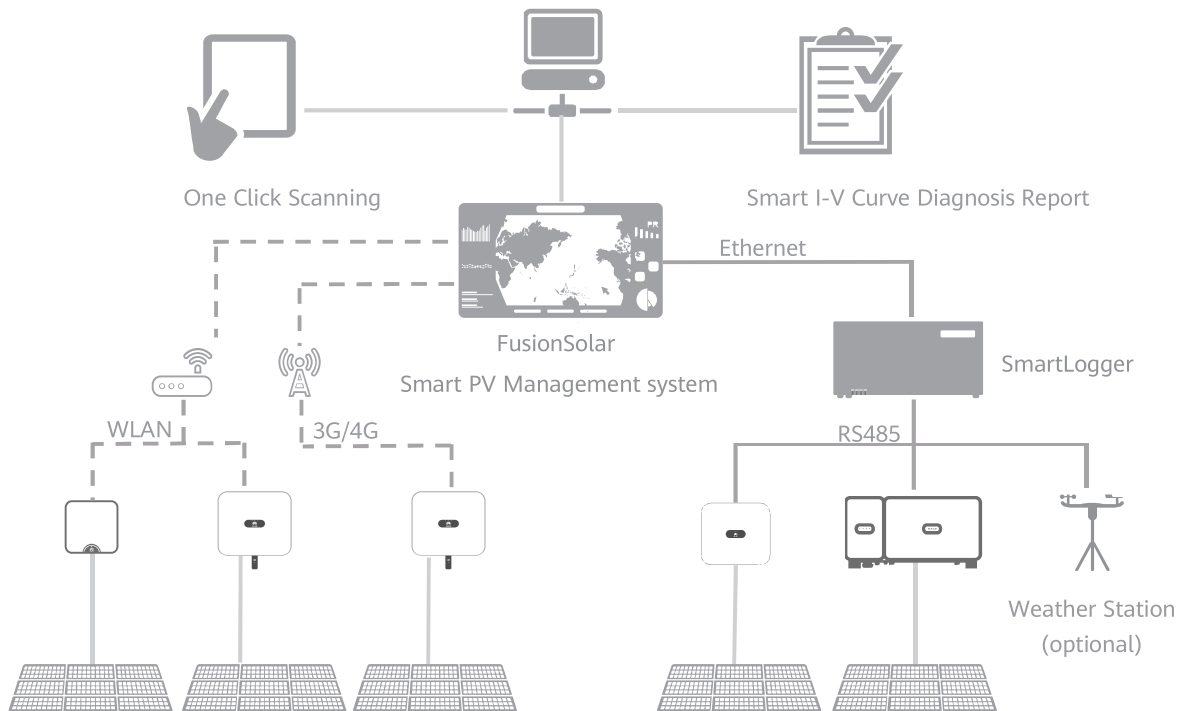 One Click Scanning
Smart I-V Curve Diagnosis Report
Ethernet
FusionSolar
Smart PV Management system
SmartLogger
WLAN
3G/4G
RS485
Weather Station
(optional)